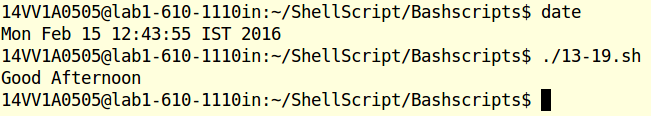 14VV1A0505@lab1-610-1110in:~/ShellScript/Bashscripts$ date
Mon Feb 15 12:43:55 IST 2016
14VV1A0505@lab1-610-1110in:~/ShellScript/Bashscripts$ ./13-19.sh
Good Afternoon
14VV1A0505@lab1-610-1110in:~/ShellScript/Bashscripts$